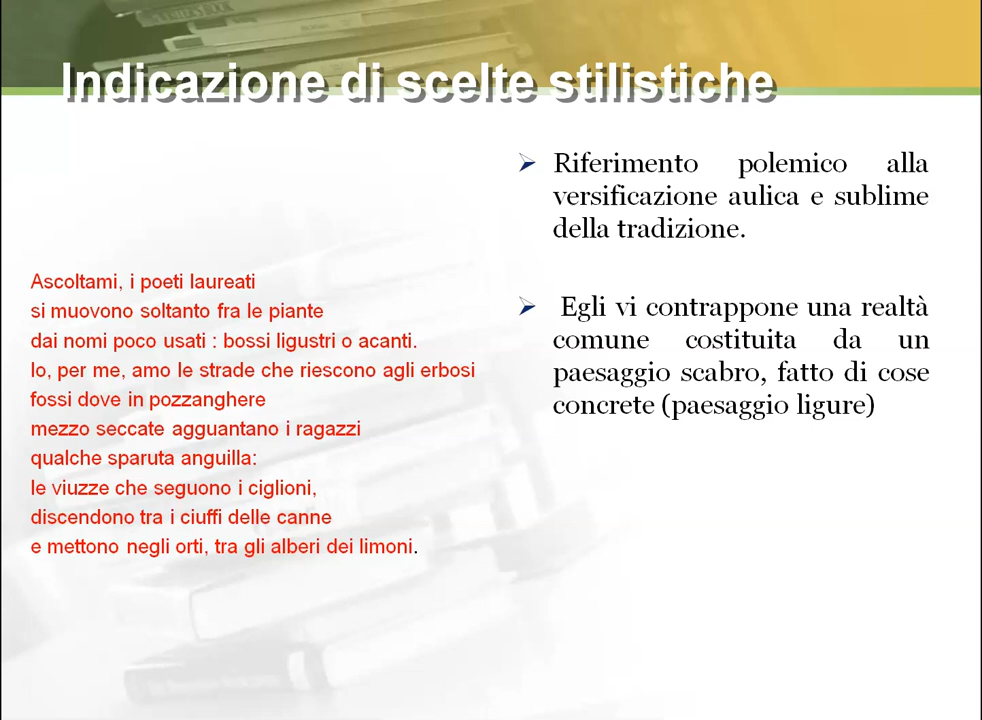 Indicazione di scelte stilistiche
Ascoltami, i poeti laureati
si muovono soltanto fra le piante
dai nomi poco usati : bossi ligustri o acanti.
Io, per me, amo le strade che riescono agli erbosi
fossi dove in pozzanghere
mezzo seccate agguantano i ragazzi
qualche sparuta anguilla:
le viuzze che seguono i ciglioni,
discendono tra i ciuffi delle canne
e mettono negli orti, tra gli alberi dei limoni.
➢ Riferimento polemico alla
versificazione aulica e sublime
della tradizione.
➢ Egli vi contrappone una realtà
comune costituita da un
paesaggio scabro, fatto di cose
concrete (paesaggio ligure)